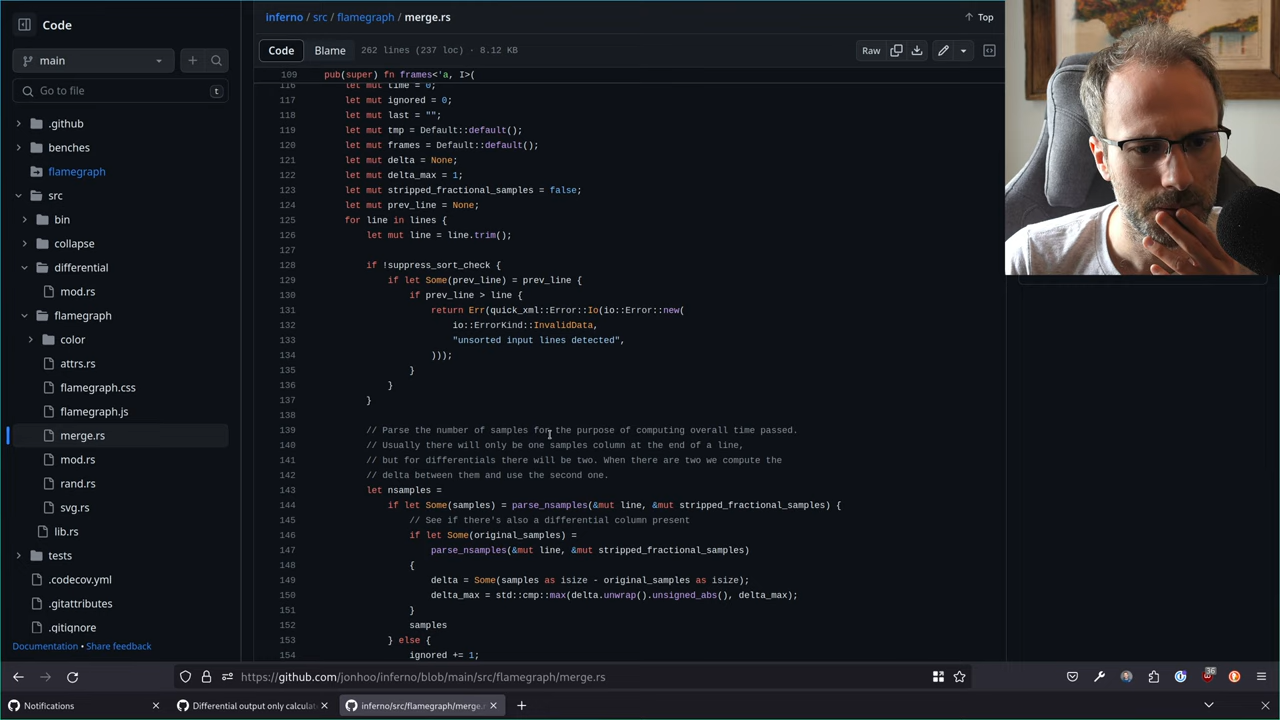 Code
main
Go to file
t
.github
benches
flamegraph
src
bin
collapse
differential
mod.rs
flamegraph
color
attrs.rs
flamegraph.css
flamegraph.js
merge.rs
mod.rs
rand.rs
svg.rs
lib.rs
tests
.codecov.yml
.gitattributes
.gitignore
Documentation • Share feedback
inferno / src / flamegraph / merge.rs
Top
Code Blame 262 lines (237 loc) · 8.12 KB
Raw
109 pub(super) fn frames<'a, I>(
116 let mut time = 0;
117 let mut ignored = 0;
118 let mut last = "";
119 let mut tmp = Default::default();
120 let mut frames = Default::default();
121 let mut delta = None;
122 let mut delta_max = 1;
123 let mut stripped_fractional_samples = false;
124 let mut prev_line = None;
125 for line in lines {
126 let mut line = line.trim();
127
128 if !suppress_sort_check {
129 if let Some(prev_line) = prev_line {
130 if prev_line > line {
131 return Err(quick_xml::Error::Io(io::Error::new(
132 io::ErrorKind::InvalidData,
133 "unsorted input lines detected",
134 )));
135 }
136 }
137 }
138
139 // Parse the number of samples for the purpose of computing overall time passed.
140 // Usually there will only be one samples column at the end of a line,
141 // but for differentials there will be two. When there are two we compute the
142 // delta between them and use the second one.
143 let nsamples =
144 if let Some(samples) = parse_nsamples(&mut line, &mut stripped_fractional_samples) {
145 // See if there's also a differential column present
146 if let Some(original_samples) =
147 parse_nsamples(&mut line, &mut stripped_fractional_samples)
148 {
149 delta = Some(samples as isize - original_samples as isize);
150 delta_max = std::cmp::max(delta.unwrap().unsigned_abs(), delta_max);
151 }
152 samples
153 } else {
154 ignored += 1;
https://github.com/jonhoo/inferno/blob/main/src/flamegraph/merge.rs
36
Notifications
Differential output only calculat
inferno/src/flamegraph/merge.